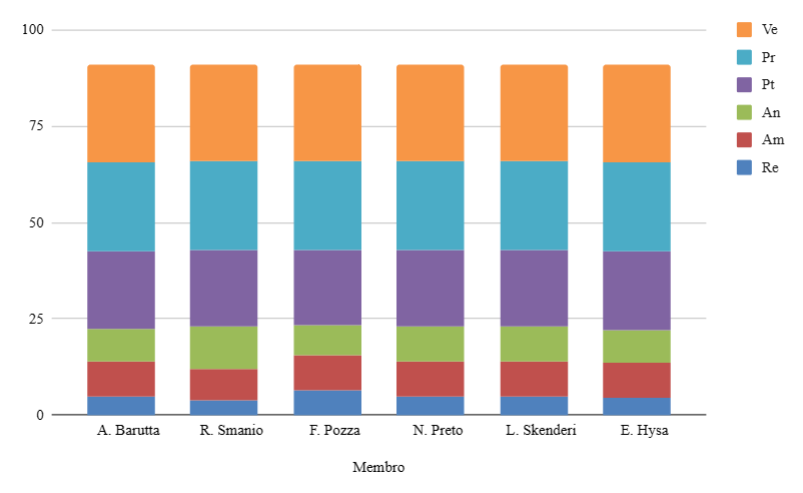 100
75
50
25
0
A. Barutta R. Smanio F. Pozza N. Preto L. Skenderi E. Hysa
Membro
Ve
Pr
Pt
An
Am
Re